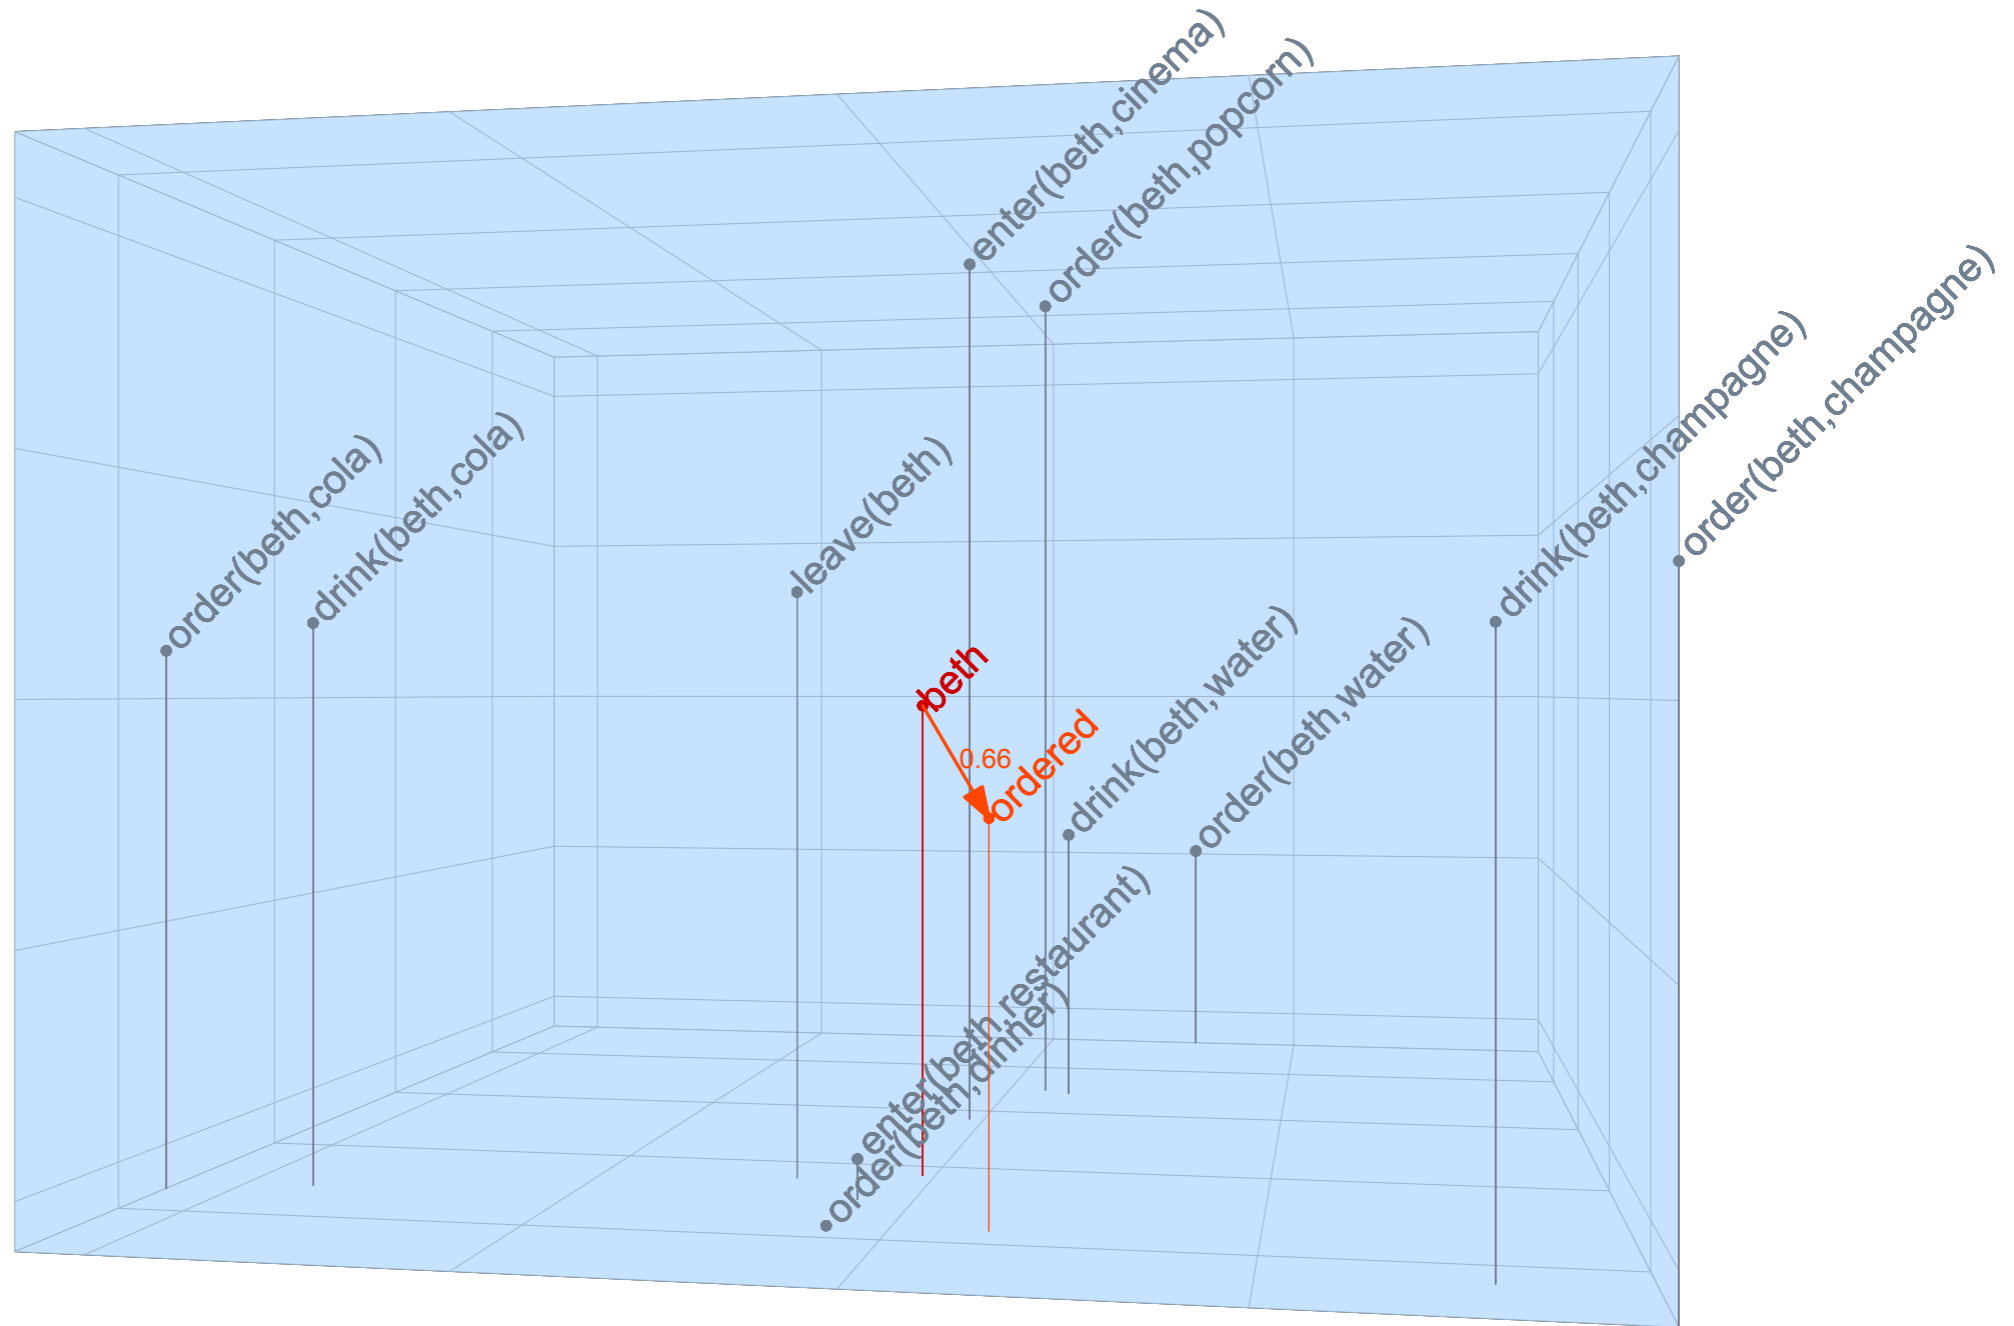 enter(beth,cinema)
order(beth,popcorn)
order(beth,champagne)
drink(beth,champagne)
order(beth,cola)
drink(beth,cola)
leave(beth)
beth
0.66
ordered
drink(beth,water)
order(beth,water)
enter(beth,restaurant)
order(beth,dinner)